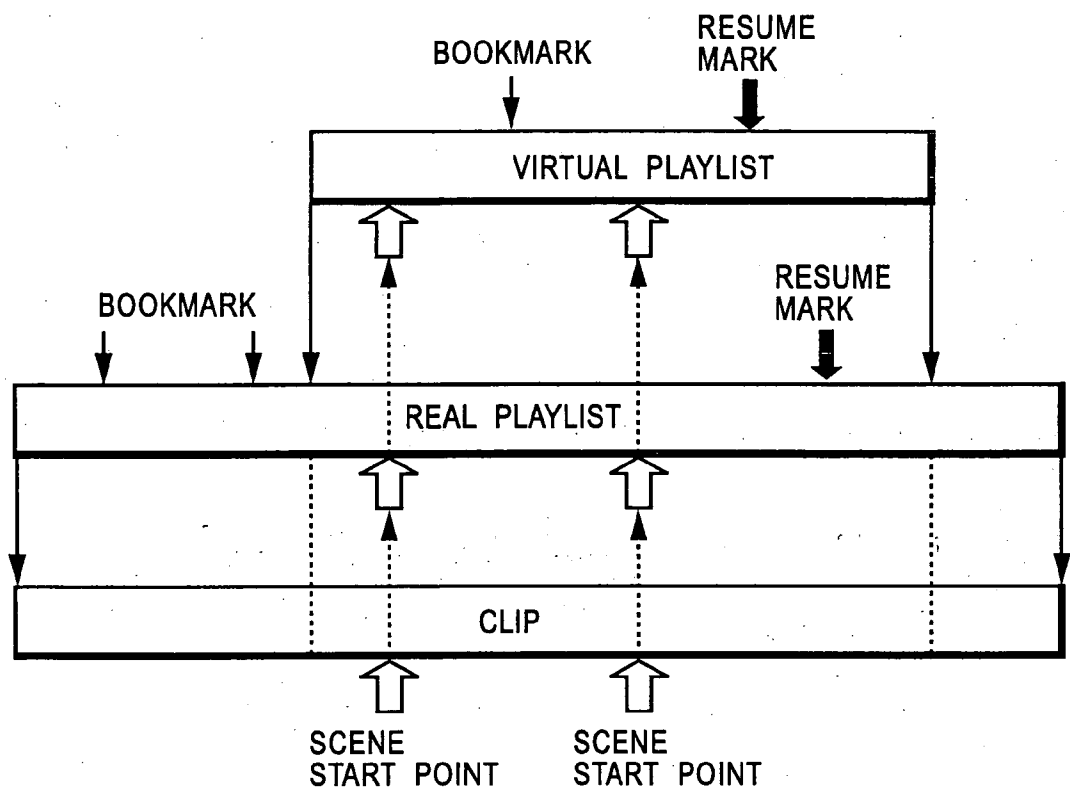 RESUME
MARK
BOOKMARK
VIRTUAL PLAYLIST
RESUME
MARK
BOOKMARK
REAL PLAYLIST
CLIP
SCENE
START POINT
SCENE
START POINT